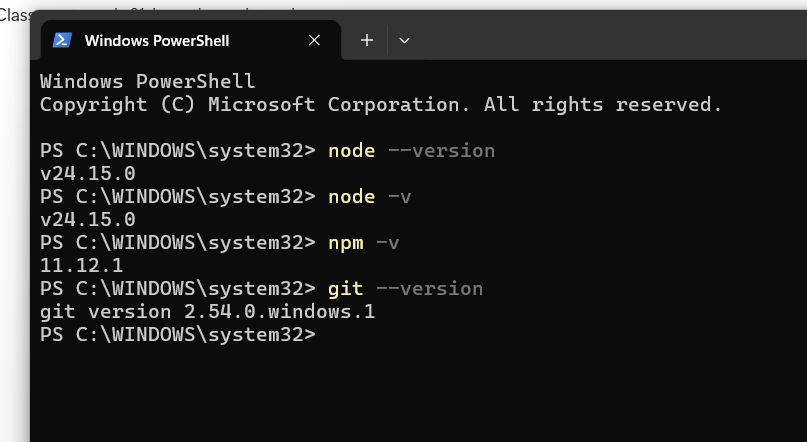 Class
Windows PowerShell
Windows PowerShell
Copyright (C) Microsoft Corporation. All rights reserved.
PS C:\WINDOWS\system32> node --version
v24.15.0
PS C:\WINDOWS\system32> node -v
v24.15.0
PS C:\WINDOWS\system32> npm -v
11.12.1
PS C:\WINDOWS\system32> git --version
git version 2.54.0.windows.1
PS C:\WINDOWS\system32>